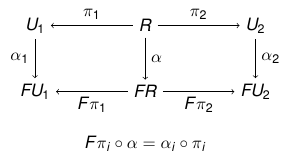 π₁ π₂
U₁ R U₂
α₁ α α₂
FU₁ FR FU₂
Fπ₁ Fπ₂
Fπᵢ ∘ α = αᵢ ∘ πᵢ